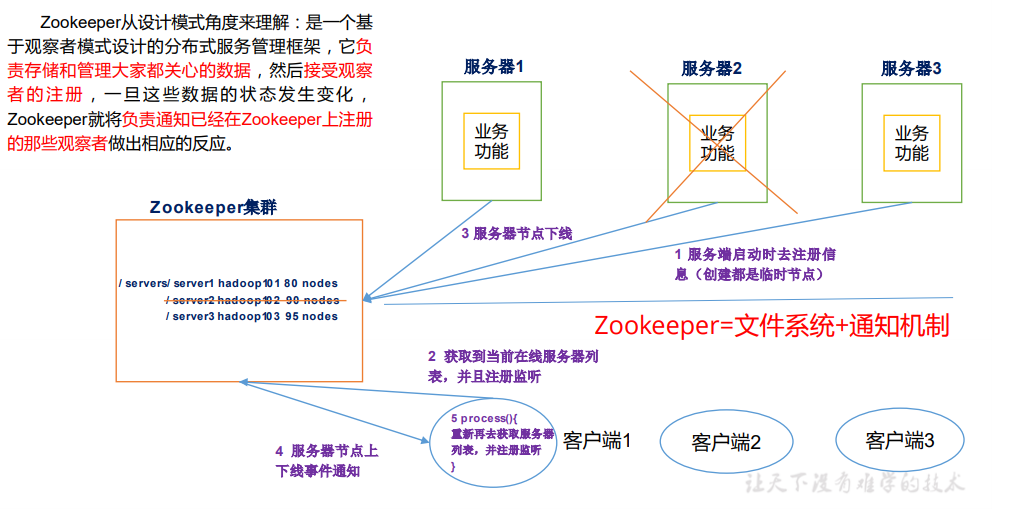 Zookeeper从设计模式角度来理解：是一个基
于观察者模式设计的分布式服务管理框架，它负
责存储和管理大家都关心的数据，然后接受观察
者的注册，一旦这些数据的状态发生变化，
Zookeeper就将负责通知已经在Zookeeper上注册
的那些观察者做出相应的反应。
服务器1
服务器2
服务器3
业务
功能
业务
功能
业务
功能
Zookeeper集群
3 服务器节点下线
1 服务端启动时去注册信
息（创建都是临时节点）
/ servers/ server1 hadoop101 80 nodes
/ server2 hadoop102 90 nodes
/ server3 hadoop103 95 nodes
Zookeeper=文件系统+通知机制
2 获取到当前在线服务器列
表，并且注册监听
5 process(){
重新再去获取服务器
列表，并注册监听
}
客户端1
客户端2
客户端3
4 服务器节点上
下线事件通知
让天下没有难学的技术